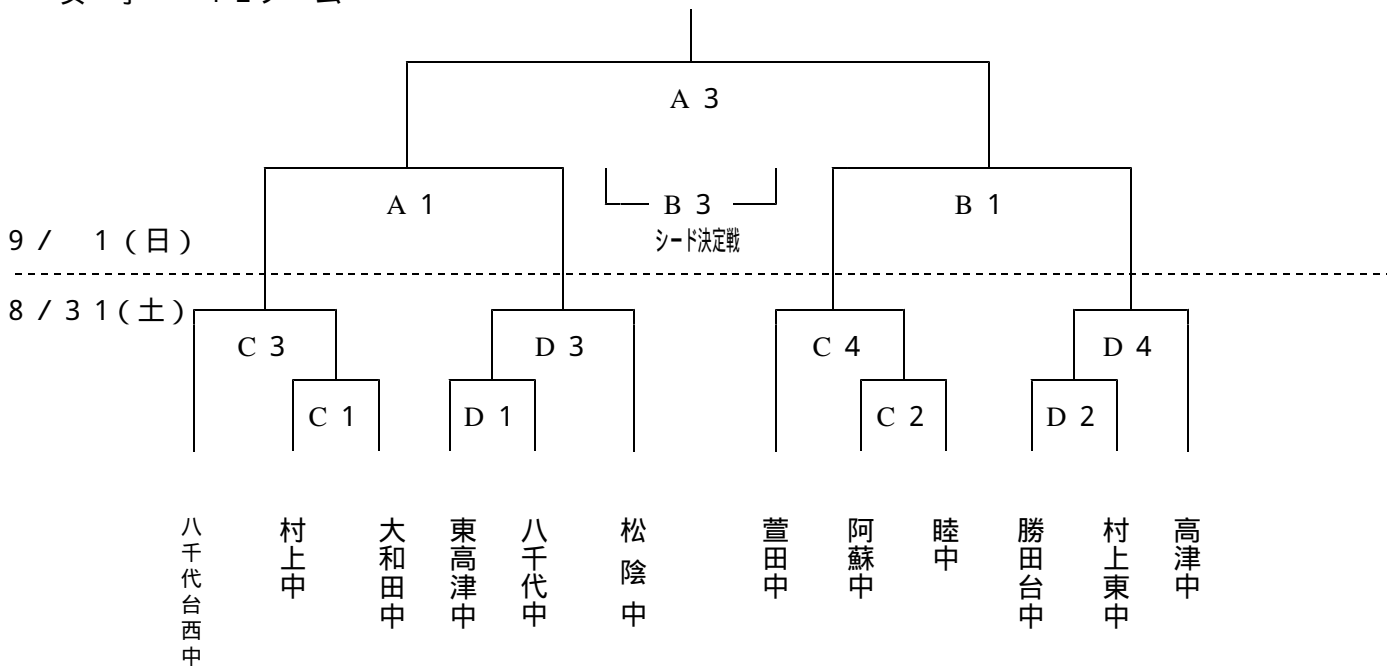 A 3
A 1
B 3
B 1
シード決定戦
9 / 1 ( 日 )
8 / 3 1 ( 土 )
C 3
D 3
C 4
D 4
C 1
D 1
C 2
D 2
八千代台西中
村上中
大和田中
東高津中
八千代中
松陰中
萱田中
阿蘇中
睦中
勝田台中
村上東中
高津中